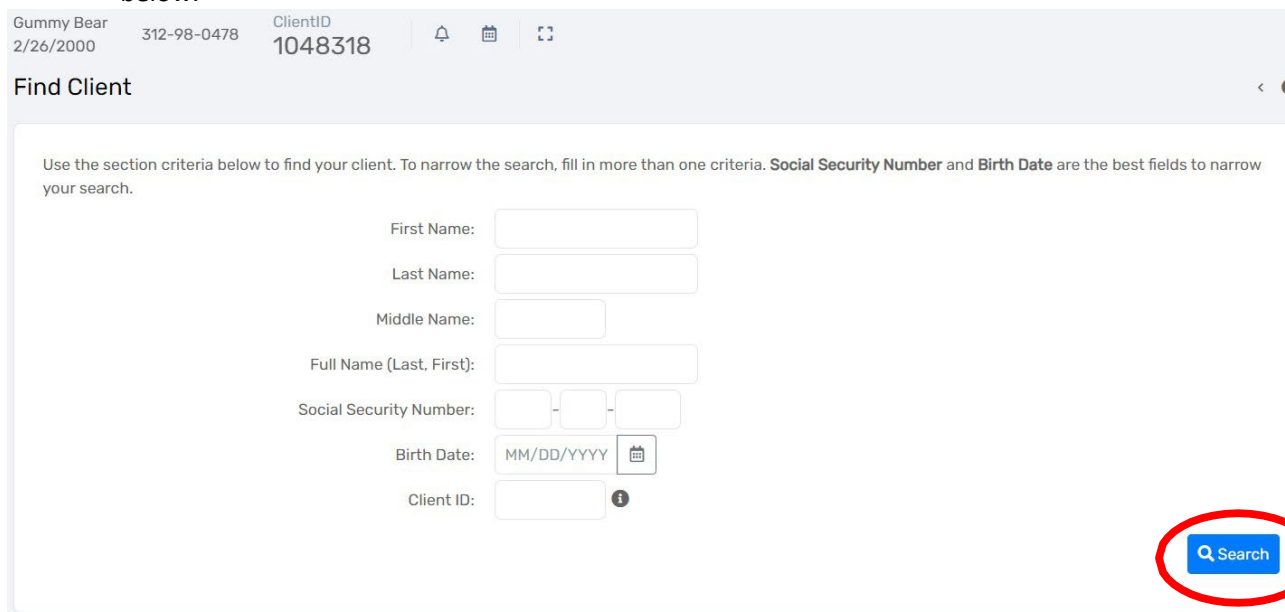 below.
Gummy Bear
2/26/2000
312-98-0478
ClientID
1048318
Find Client
Use the section criteria below to find your client. To narrow the search, fill in more than one criteria. Social Security Number and Birth Date are the best fields to narrow
your search.
First Name:
Last Name:
Middle Name:
Full Name (Last, First):
Social Security Number:
- -
Birth Date: MM/DD/YYYY
Client ID:
Search